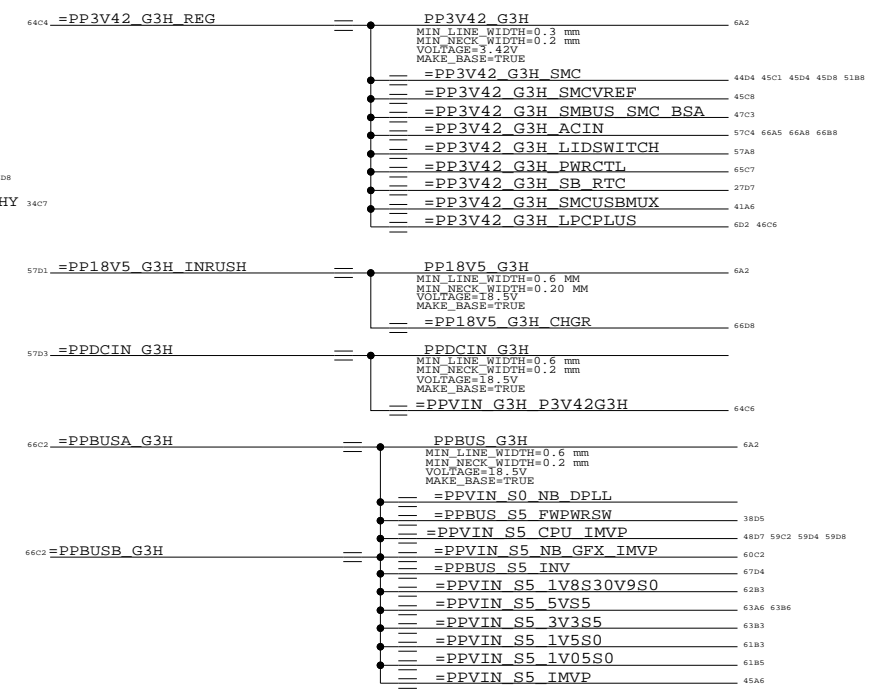 64C4 =PP3V42_G3H_REG PP3V42_G3H 6A2
MIN_LINE_WIDTH=0.3 mm
MIN_NECK_WIDTH=0.2 mm
VOLTAGE=3.42V
MAKE_BASE=TRUE
=PP3V42_G3H_SMC 44D4 45C1 45D4 45D8 51B8
=PP3V42_G3H_SMCVREF 45C8
=PP3V42_G3H_SMBUS_SMC_BSA 47C3
=PP3V42_G3H_ACIN 57C4 66A5 66A8 66B8
=PP3V42_G3H_LIDSWITCH 57A8
=PP3V42_G3H_PWRCTL 65C7
D8
=PP3V42_G3H_SB_RTC 27D7
HY 34C7
=PP3V42_G3H_SMCUSBMUX 41A6
=PP3V42_G3H_LPCPLUS 6D2 46C6
57D1 =PP18V5_G3H_INRUSH PP18V5_G3H 6A2
MIN_LINE_WIDTH=0.6 MM
MIN_NECK_WIDTH=0.20 MM
VOLTAGE=18.5V
MAKE_BASE=TRUE
=PP18V5_G3H_CHGR 66D8
57D3 =PPDCIN_G3H PPDCIN_G3H
MIN_LINE_WIDTH=0.6 mm
MIN_NECK_WIDTH=0.2 mm
VOLTAGE=18.5V
MAKE_BASE=TRUE
=PPVIN_G3H_P3V42G3H 64C6
66C2 =PPBUSA_G3H PPBUS_G3H 6A2
MIN_LINE_WIDTH=0.6 mm
MIN_NECK_WIDTH=0.2 mm
VOLTAGE=18.5V
MAKE_BASE=TRUE
=PPVIN_S0_NB_DPLL
=PPBUS_S5_FWPWRSW 38D5
=PPVIN_S5_CPU_IMVP 48D7 59C2 59D4 59D8
66C2 =PPBUSB_G3H =PPVIN_S5_NB_GFX_IMVP 60C2
=PPBUS_S5_INV 67D4
=PPVIN_S5_1V8S30V9S0 62B3
=PPVIN_S5_5VS5 63A6 63B6
=PPVIN_S5_3V3S5 63B3
=PPVIN_S5_1V5S0 61B3
=PPVIN_S5_1V05S0 61B5
=PPVIN_S5_IMVP 45A6